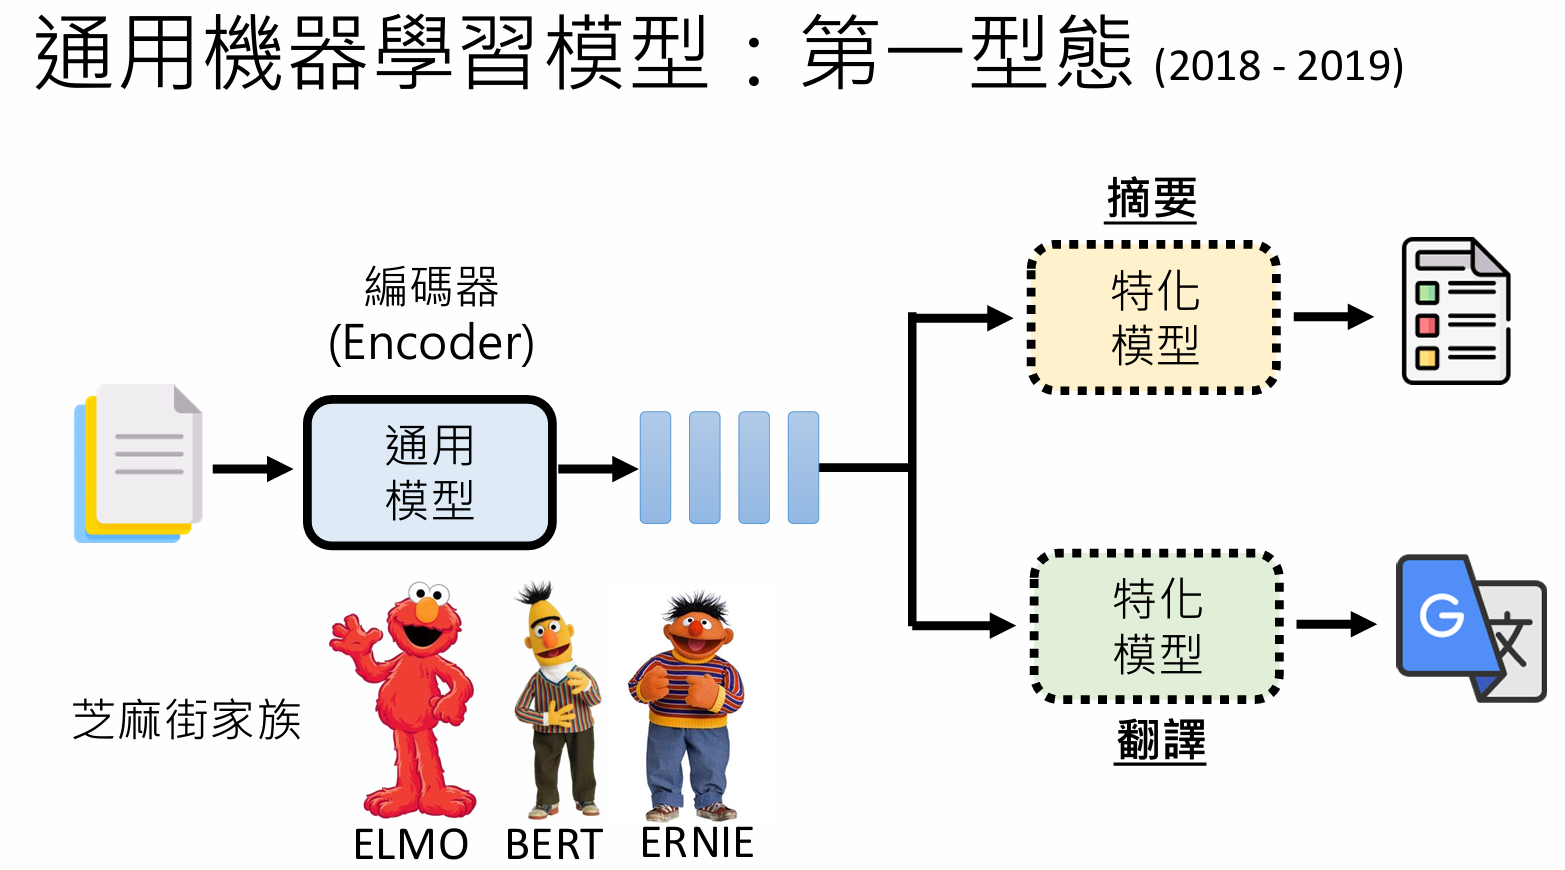 通用機器學習模型：第一型態 (2018 - 2019)
摘要
特化
模型
編碼器
(Encoder)
通用
模型
特化
模型
翻譯
G
文
芝麻街家族
ELMO
BERT
ERNIE